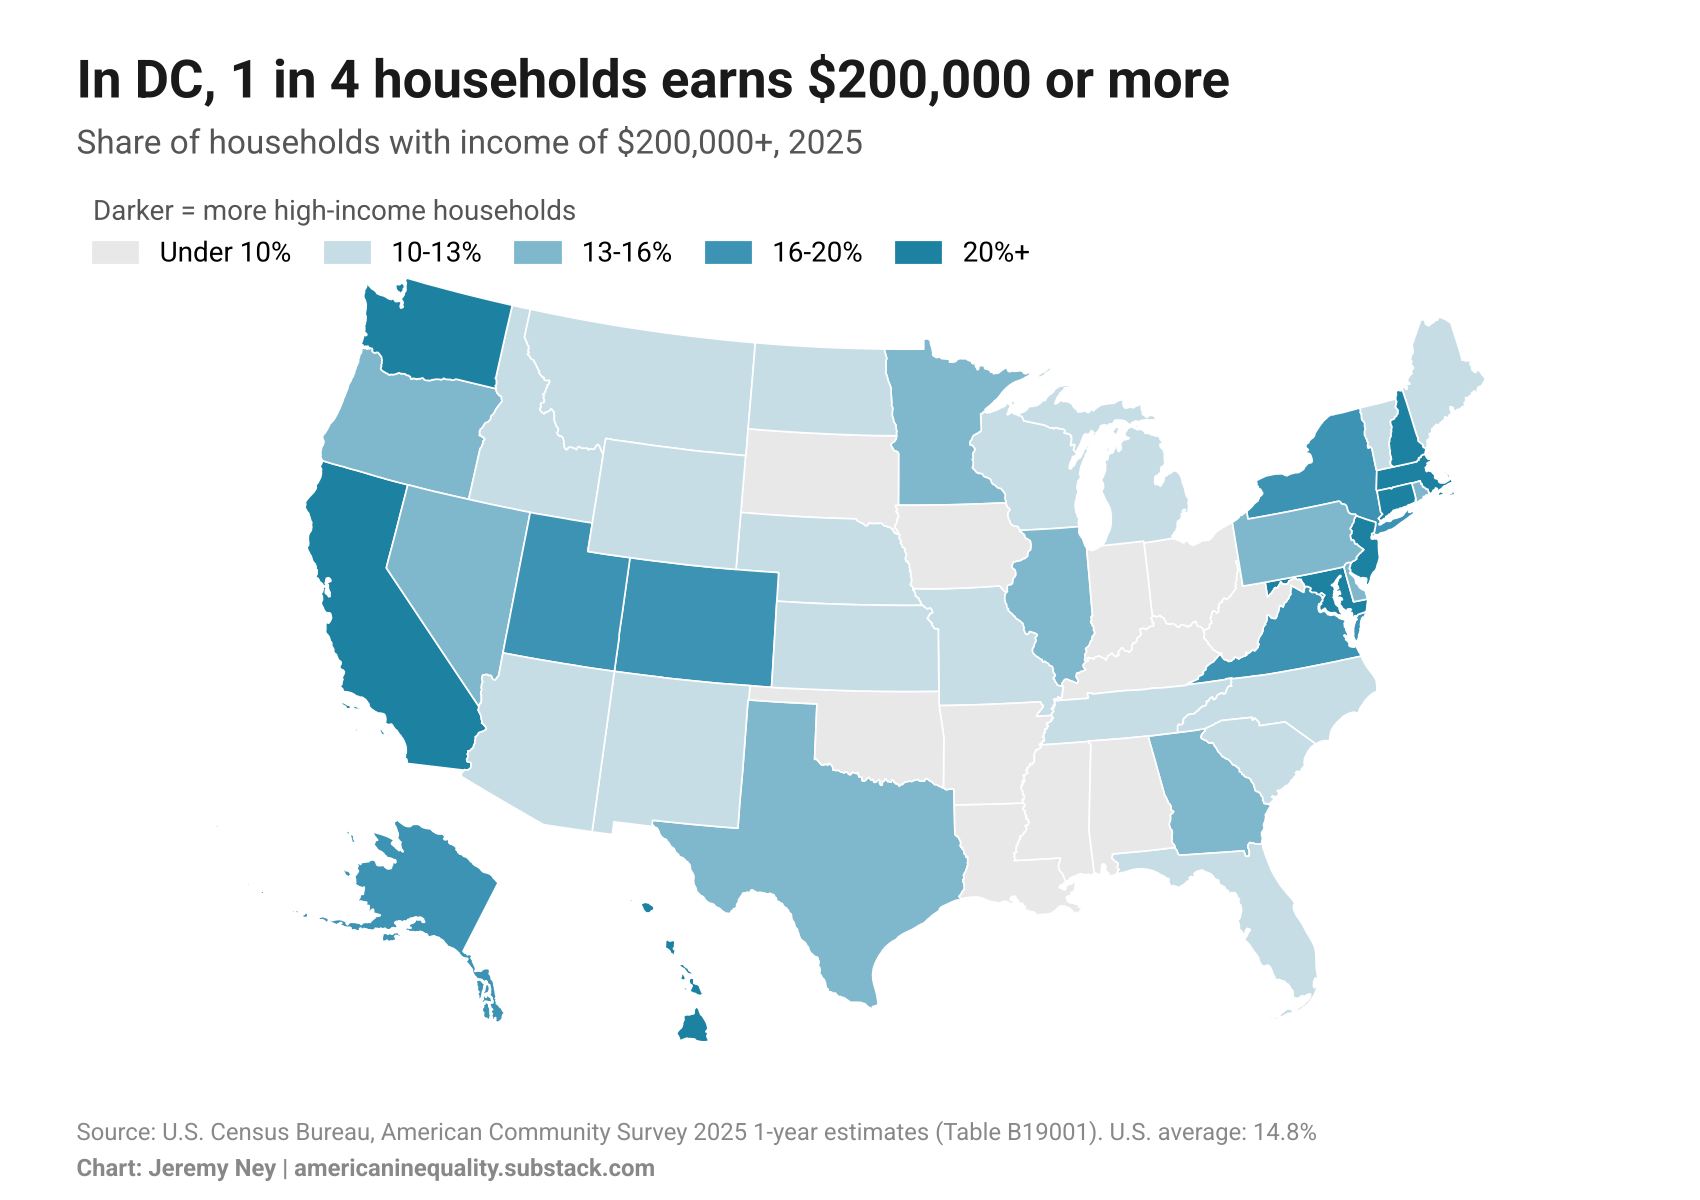 In DC, 1 in 4 households earns $200,000 or more
Share of households with income of $200,000+, 2025
Darker = more high-income households
Under 10% 10-13% 13-16% 16-20% 20%+
Source: U.S. Census Bureau, American Community Survey 2025 1-year estimates (Table B19001). U.S. average: 14.8%
Chart: Jeremy Ney | americaninequality.substack.com